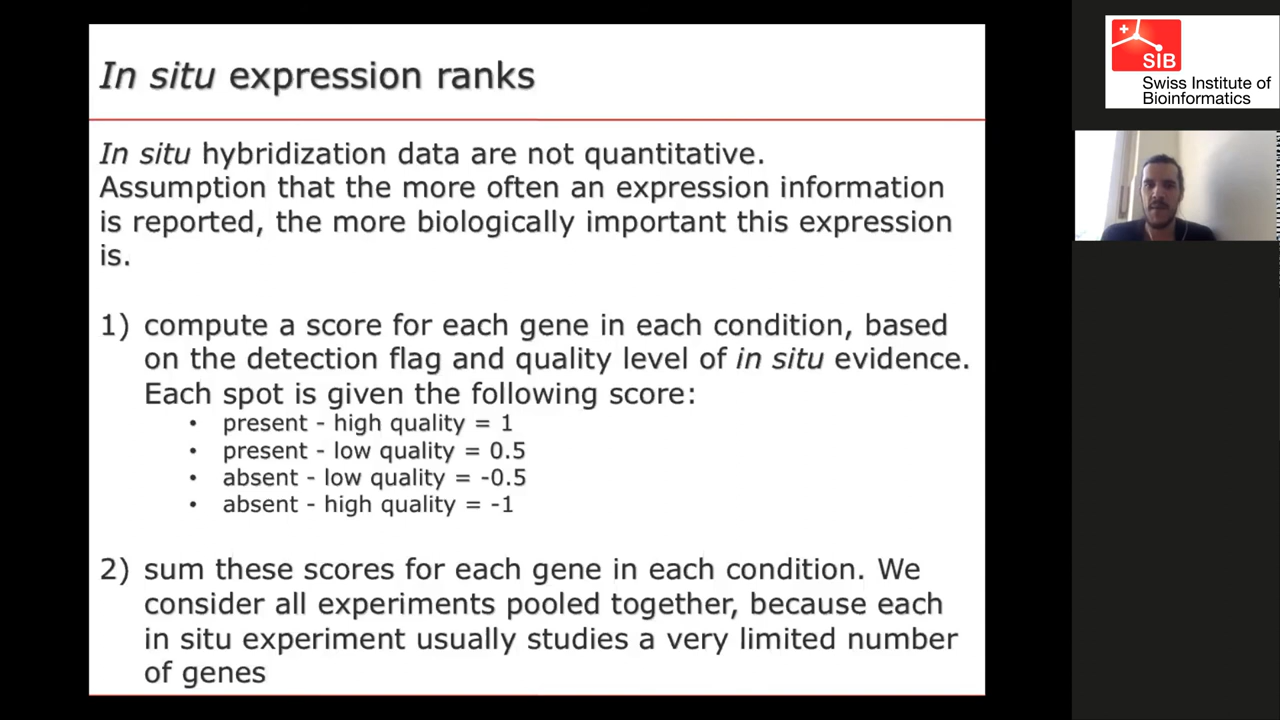 In situ expression ranks
In situ hybridization data are not quantitative.
Assumption that the more often an expression information
is reported, the more biologically important this expression
is.
1) compute a score for each gene in each condition, based
on the detection flag and quality level of in situ evidence.
Each spot is given the following score:
• present - high quality = 1
• present - low quality = 0.5
• absent - low quality = -0.5
• absent - high quality = -1
2) sum these scores for each gene in each condition. We
consider all experiments pooled together, because each
in situ experiment usually studies a very limited number
of genes
SIB
Swiss Institute of
Bioinformatics